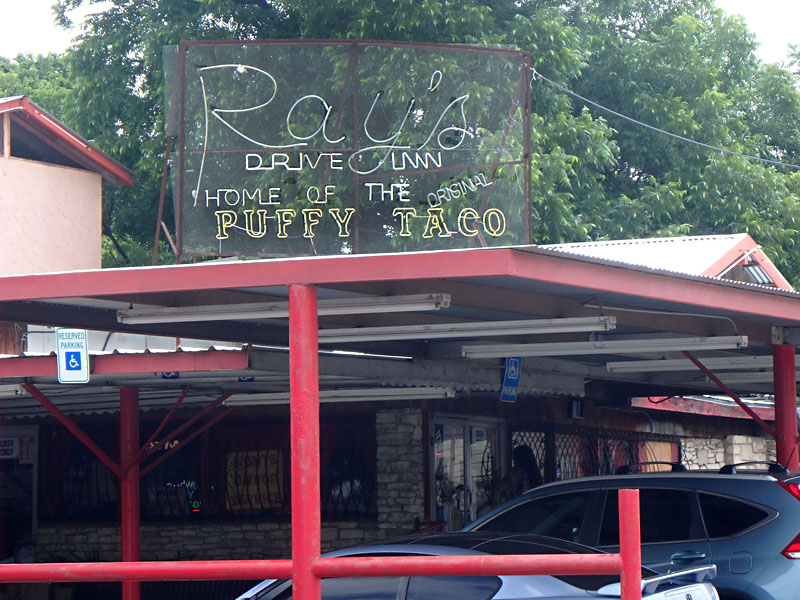 Ray's
DRIVE INN
HOME OF THE ORIGINAL
PUFFY TACO
RESERVED
PARKING